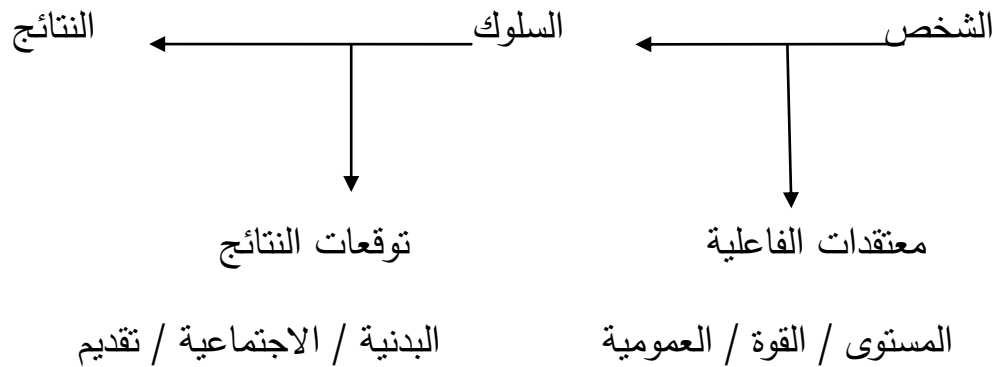 الشخص السلوك النتائج
معتقدات الفاعلية توقعات النتائج
المستوى / القوة / العمومية البدنية / الاجتماعية / تقديم